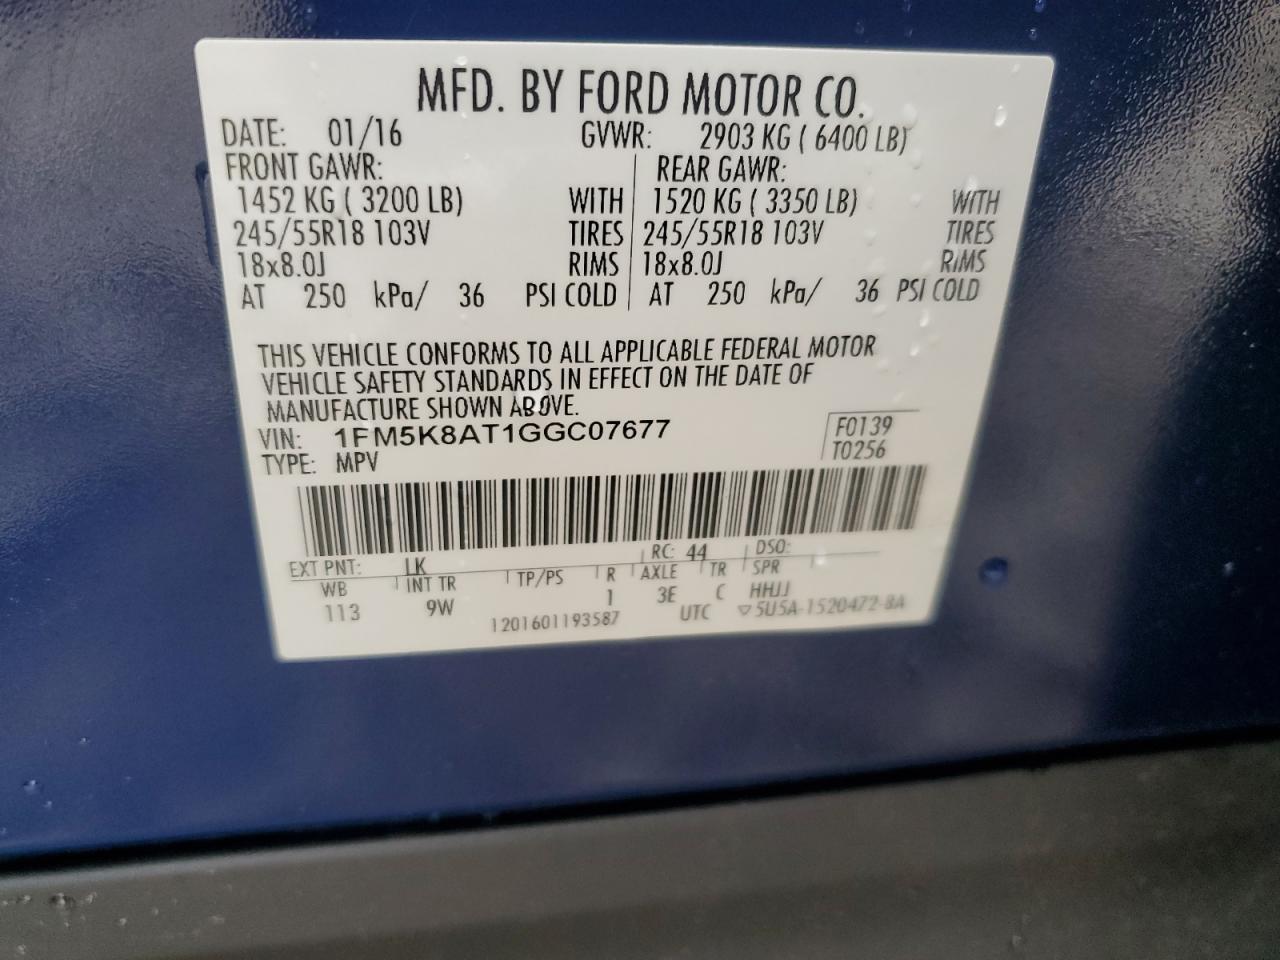 MFD. BY FORD MOTOR CO.
DATE: 01/16 GVWR: 2903 KG ( 6400 LB)
FRONT GAWR: REAR GAWR:
1452 KG ( 3200 LB) WITH 1520 KG ( 3350 LB) WITH
245/55R18 103V TIRES 245/55R18 103V TIRES
18x8.0J RIMS 18x8.0J RIMS
AT 250 kPa/ 36 PSI COLD AT 250 kPa/ 36 PSI COLD
THIS VEHICLE CONFORMS TO ALL APPLICABLE FEDERAL MOTOR
VEHICLE SAFETY STANDARDS IN EFFECT ON THE DATE OF
MANUFACTURE SHOWN ABOVE.
VIN: 1FM5K8AT1GGC07677 F0139
TYPE: MPV T0256
EXT PNT: LK RC: 44 DSO:
WB INT TR TP/PS R AXLE TR SPR
113 9W 1 3E C HHJJ
1201601193587 UTC ▽5U5A-1520472-BA